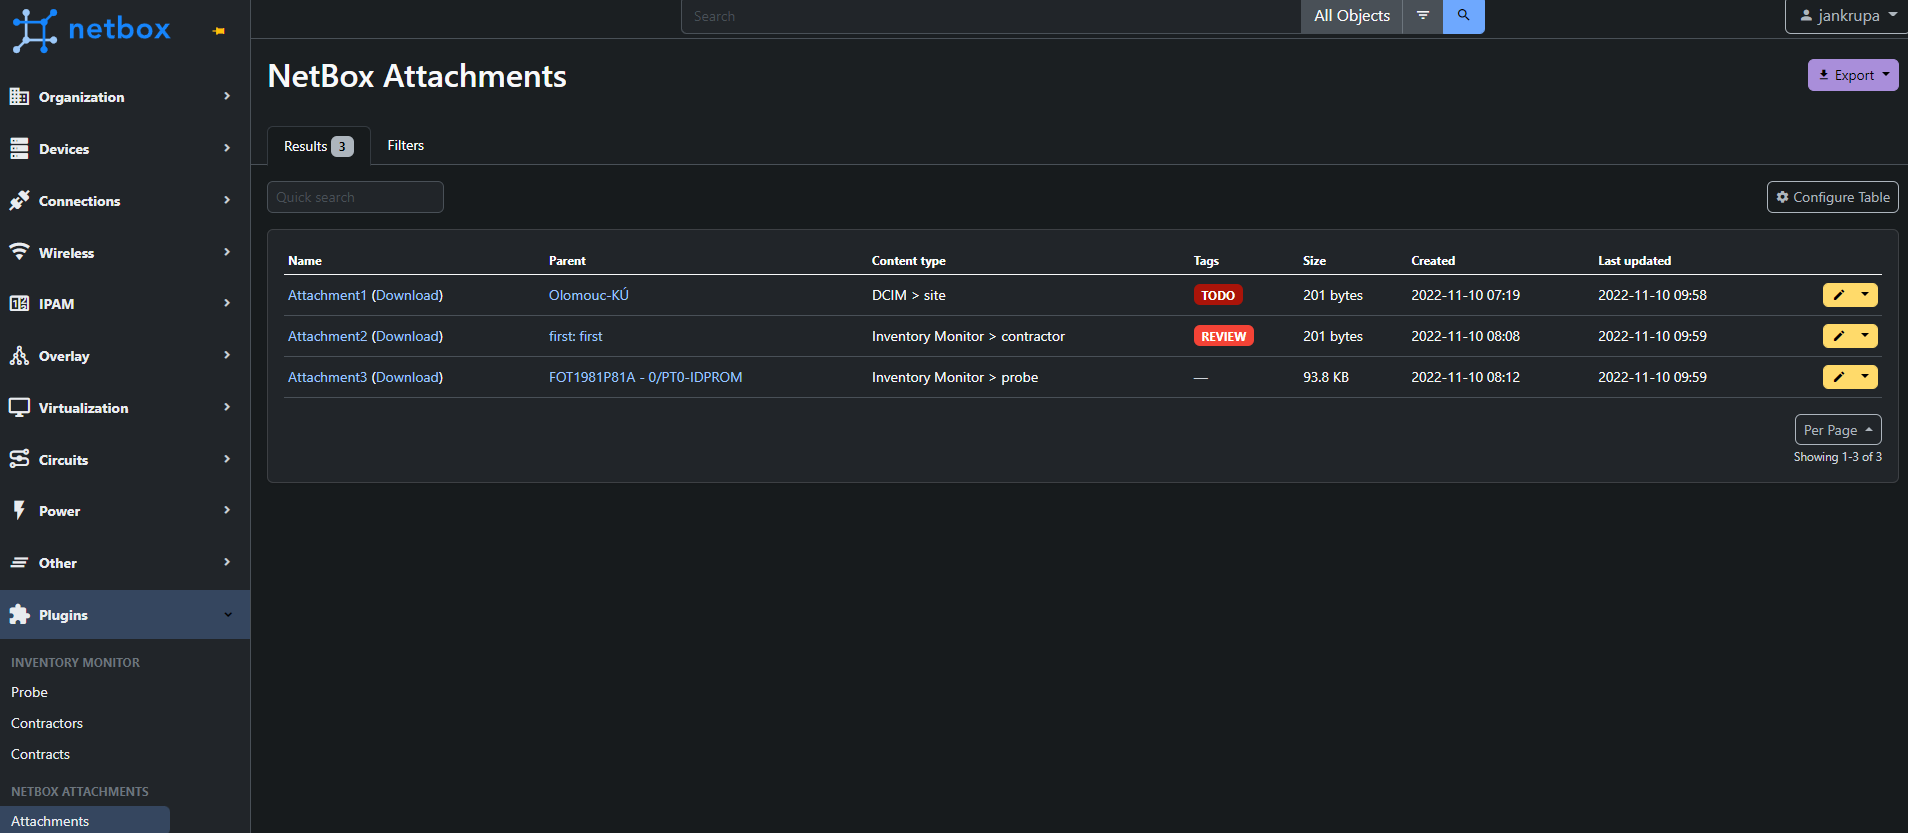 netbox
Search
All Objects
jankrupa
NetBox Attachments
Export
Organization
Devices
Connections
Wireless
IPAM
Overlay
Virtualization
Circuits
Power
Other
Plugins
INVENTORY MONITOR
Probe
Contractors
Contracts
NETBOX ATTACHMENTS
Attachments
Results 3 Filters
Quick search
Configure Table
Name Parent Content type Tags Size Created Last updated
Attachment1 (Download) Olomouc-KÚ DCIM > site TODO 201 bytes 2022-11-10 07:19 2022-11-10 09:58
Attachment2 (Download) first: first Inventory Monitor > contractor REVIEW 201 bytes 2022-11-10 08:08 2022-11-10 09:59
Attachment3 (Download) FOT1981P81A - 0/PT0-IDPROM Inventory Monitor > probe — 93.8 KB 2022-11-10 08:12 2022-11-10 09:59
Per Page
Showing 1-3 of 3